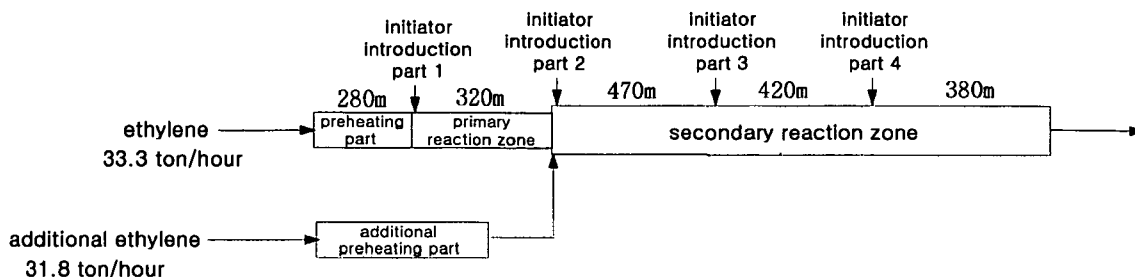 initiator
introduction
part 1
initiator
introduction
part 2
initiator
introduction
part 3
initiator
introduction
part 4
280m
320m
470m
420m
380m
ethylene
33.3 ton/hour
preheating
part
primary
reaction zone
secondary reaction zone
additional ethylene
31.8 ton/hour
additional
preheating part